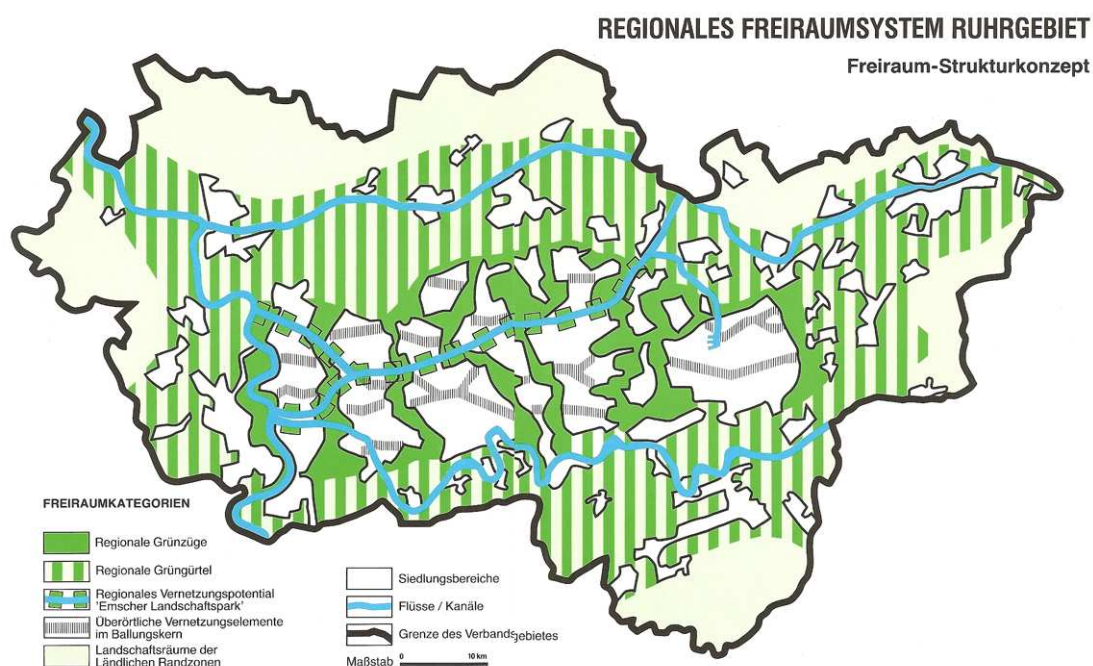 REGIONALES FREIRAUMSYSTEM RUHRGEBIET
Freiraum-Strukturkonzept
FREIRAUMKATEGORIEN
Regionale Grünzüge
Regionale Grüngürtel
Regionales Vernetzungspotential
'Emscher Landschaftspark'
Überörtliche Vernetzungselemente
im Ballungskern
Landschaftsräume der
Ländlichen Randzonen
Siedlungsbereiche
Flüsse / Kanäle
Grenze des Verbandsgebietes
Maßstab 0 10 km